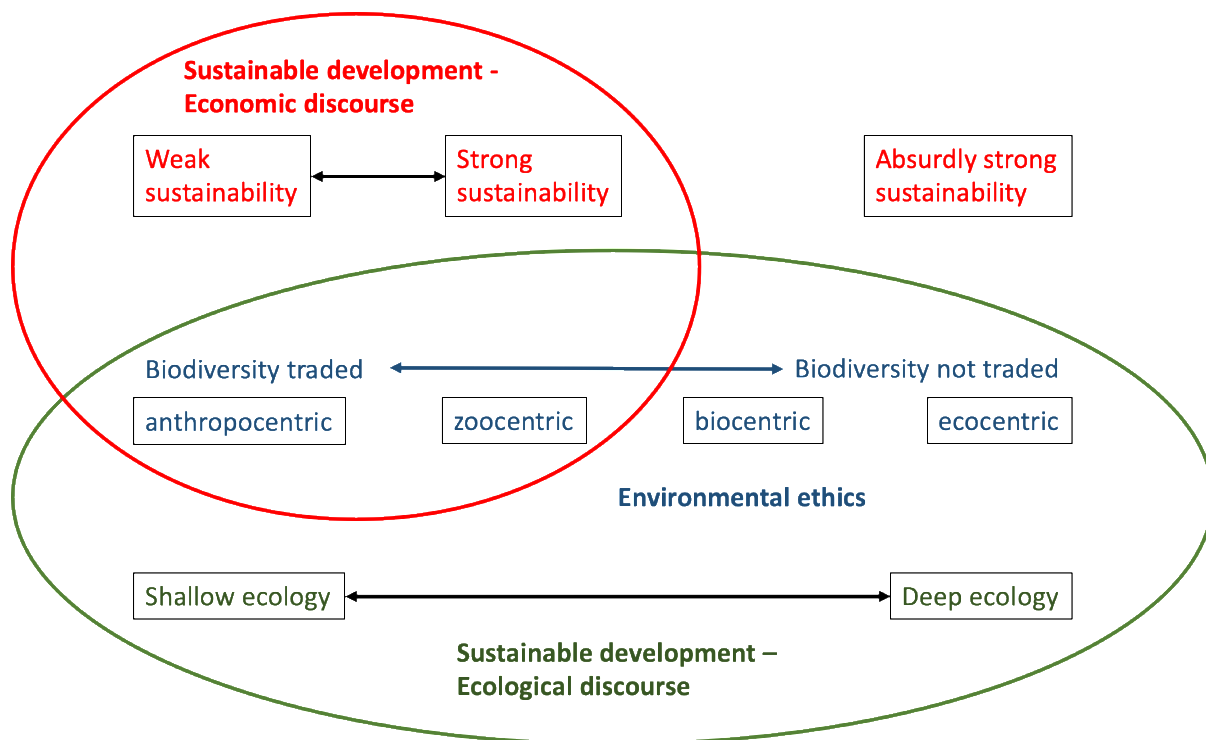 Sustainable development -
Economic discourse
Weak
sustainability
Strong
sustainability
Absurdly strong
sustainability
Biodiversity traded
Biodiversity not traded
anthropocentric
zoocentric
biocentric
ecocentric
Environmental ethics
Shallow ecology
Deep ecology
Sustainable development –
Ecological discourse